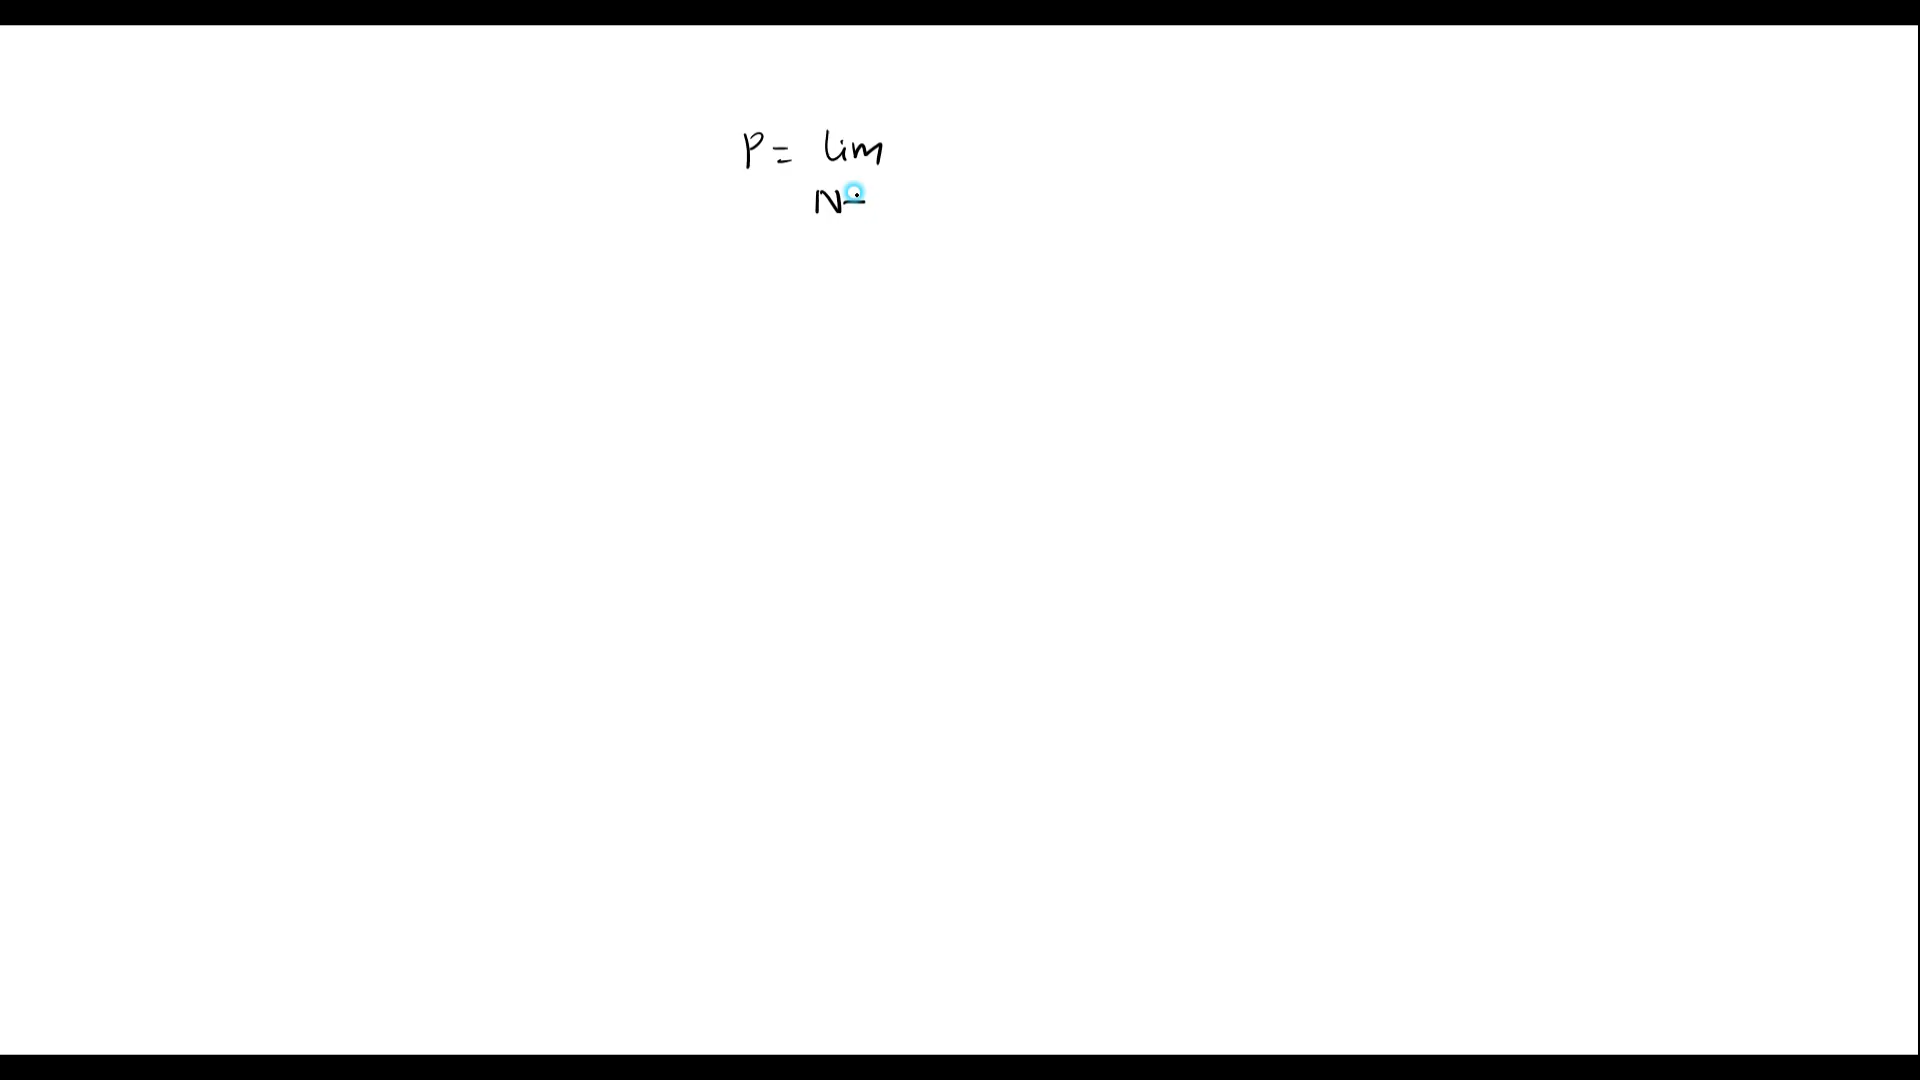 P = lim
N-